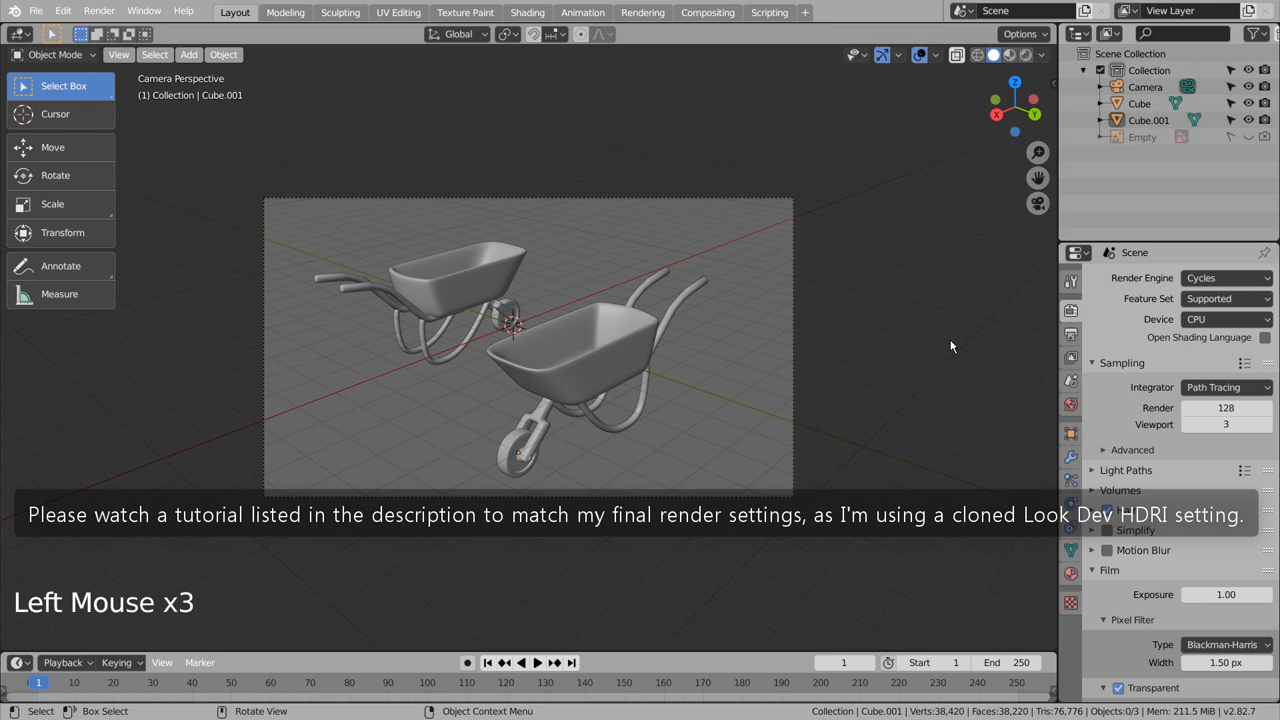 File Edit Render Window Help Layout Modeling Sculpting UV Editing Texture Paint Shading Animation Rendering Compositing Scripting + Scene View Layer
Global Options
Object Mode View Select Add Object
Scene Collection
Collection
Camera
Cube
Cube.001
Empty
Select Box
Cursor
Move
Rotate
Scale
Transform
Annotate
Measure
Camera Perspective
(1) Collection | Cube.001
Z
X
Y
Scene
Render Engine Cycles
Feature Set Supported
Device CPU
Open Shading Language
Sampling
Integrator Path Tracing
Render 128
Viewport 3
Advanced
Light Paths
Volumes
Please watch a tutorial listed in the description to match my final render settings, as I'm using a cloned Look Dev HDRI setting.
Simplify
Motion Blur
Film
Exposure 1.00
Pixel Filter
Type Blackman-Harris
Width 1.50 px
Transparent
Left Mouse x3
Playback Keying View Marker 1 Start 1 End 250
1 10 20 30 40 50 60 70 80 90 100 110 120 130 140 150 160 170 180 190 200 210 220 230 240 250
Select Box Select Rotate View Object Context Menu Collection | Cube.001 | Verts:38,420 | Faces:38,220 | Tris:76,776 | Objects:0/3 | Mem: 211.5 MiB | v2.82.7